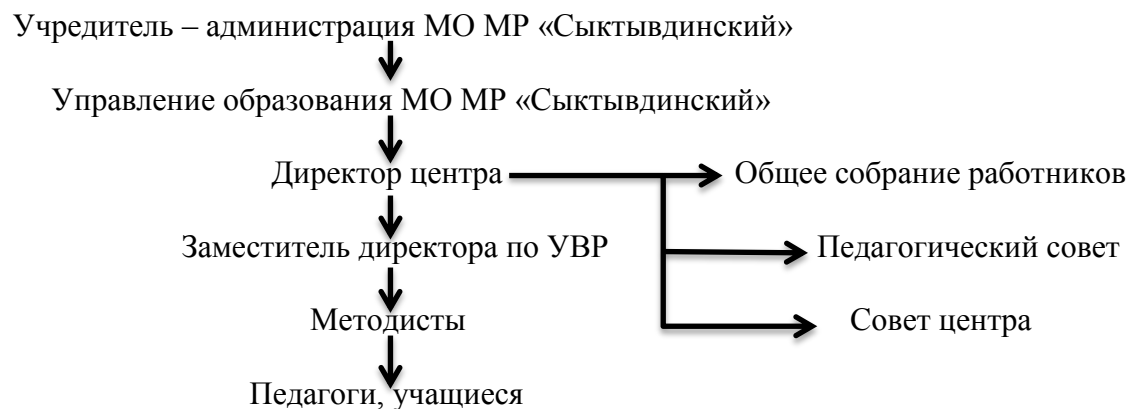 Учредитель – администрация МО МР «Сыктывдинский»
Управление образования МО МР «Сыктывдинский»
Директор центра
Общее собрание работников
Заместитель директора по УВР
Педагогический совет
Методисты
Совет центра
Педагоги, учащиеся